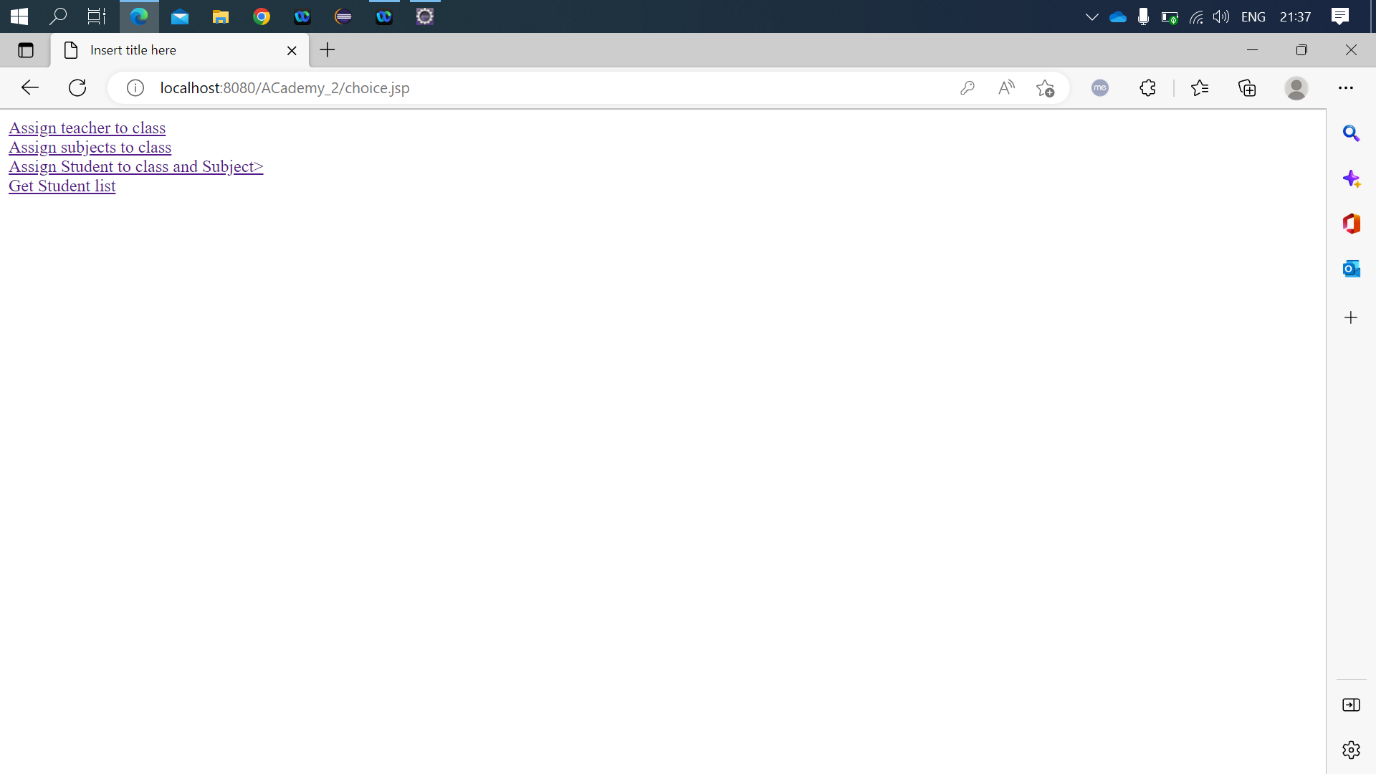 ENG 21:37
Insert title here
localhost:8080/ACademy_2/choice.jsp
me
Assign teacher to class
Assign subjects to class
Assign Student to class and Subject>
Get Student list